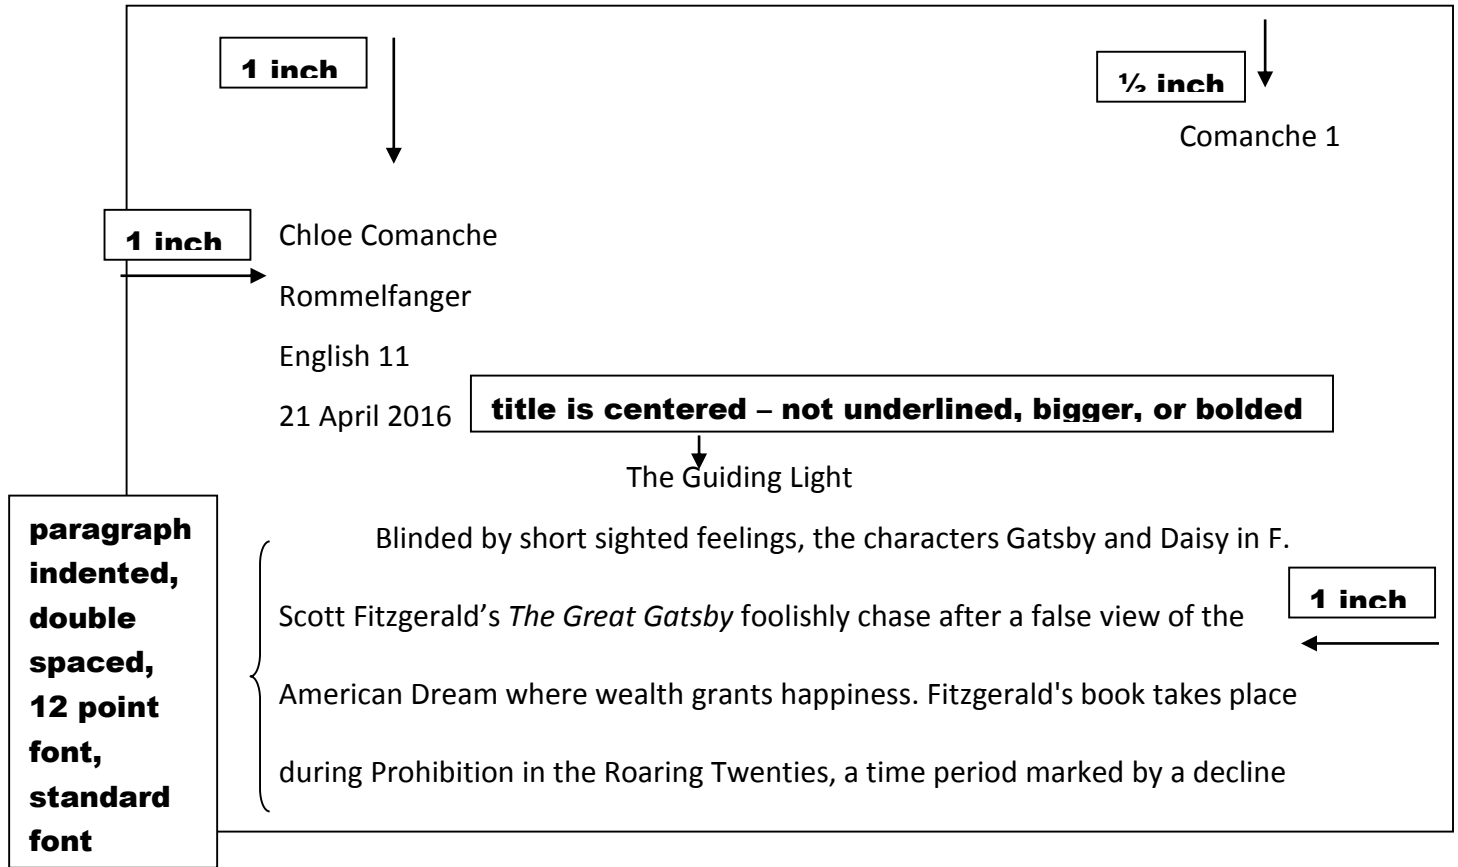 1 inch
½ inch
Comanche 1
1 inch
Chloe Comanche
Rommelfanger
English 11
21 April 2016
title is centered – not underlined, bigger, or bolded
The Guiding Light
paragraph
indented,
double
spaced,
12 point
font,
standard
font
Blinded by short sighted feelings, the characters Gatsby and Daisy in F.
1 inch
Scott Fitzgerald’s The Great Gatsby foolishly chase after a false view of the
American Dream where wealth grants happiness. Fitzgerald's book takes place
during Prohibition in the Roaring Twenties, a time period marked by a decline